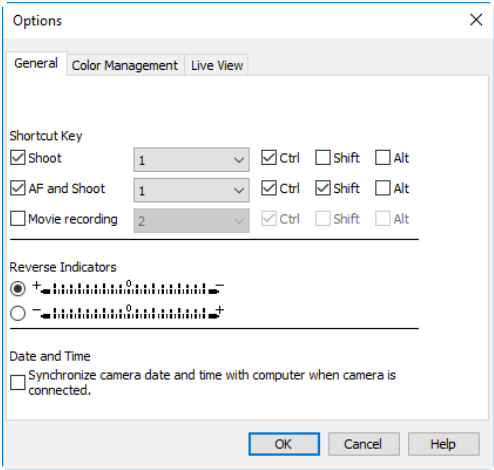 Options
General Color Management Live View
Shortcut Key
Shoot 1 Ctrl Shift Alt
AF and Shoot 1 Ctrl Shift Alt
Movie recording 2 Ctrl Shift Alt
Reverse Indicators
+ 0 -
- 0 +
Date and Time
Synchronize camera date and time with computer when camera is
connected.
OK Cancel Help